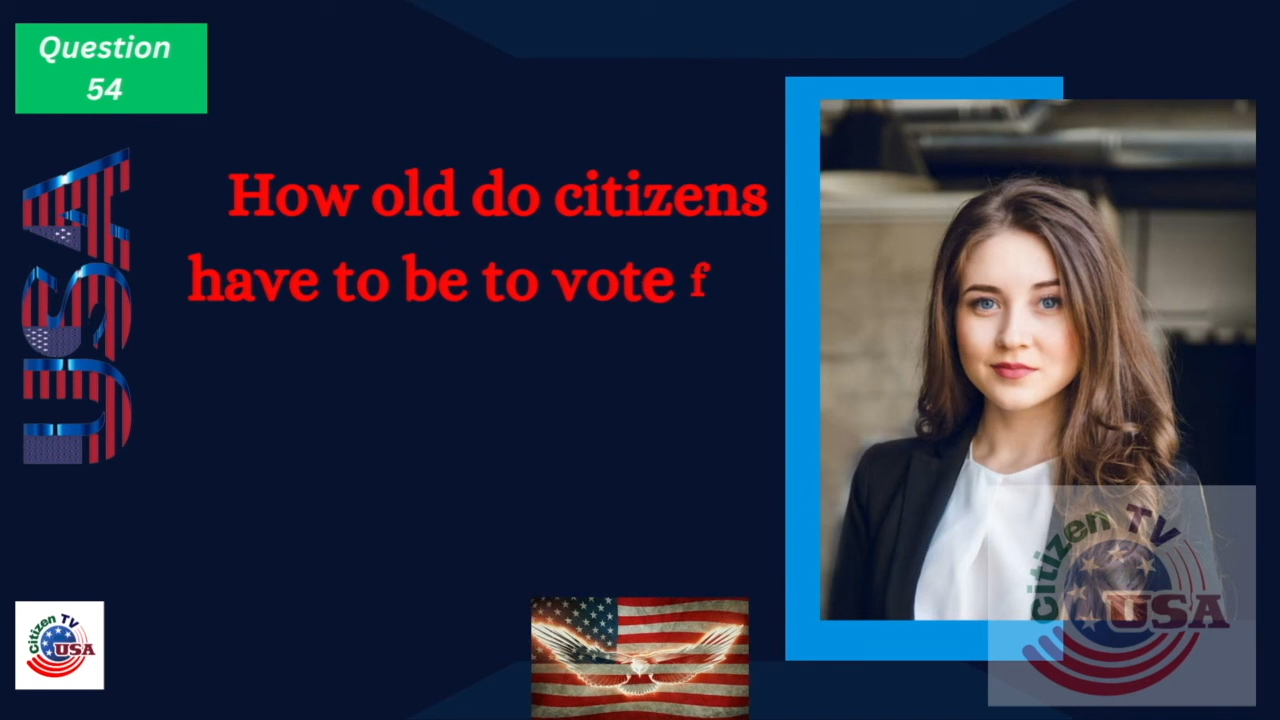 Question
54
How old do citizens
have to be to vote f
USA
Citizen TV
USA
Citizen TV
USA